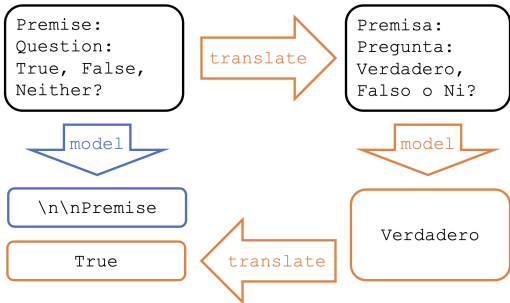 Premise:
Question:
True, False,
Neither?
translate
Premisa:
Pregunta:
Verdadero,
Falso o Ni?
model
model
\n\nPremise
Verdadero
True
translate